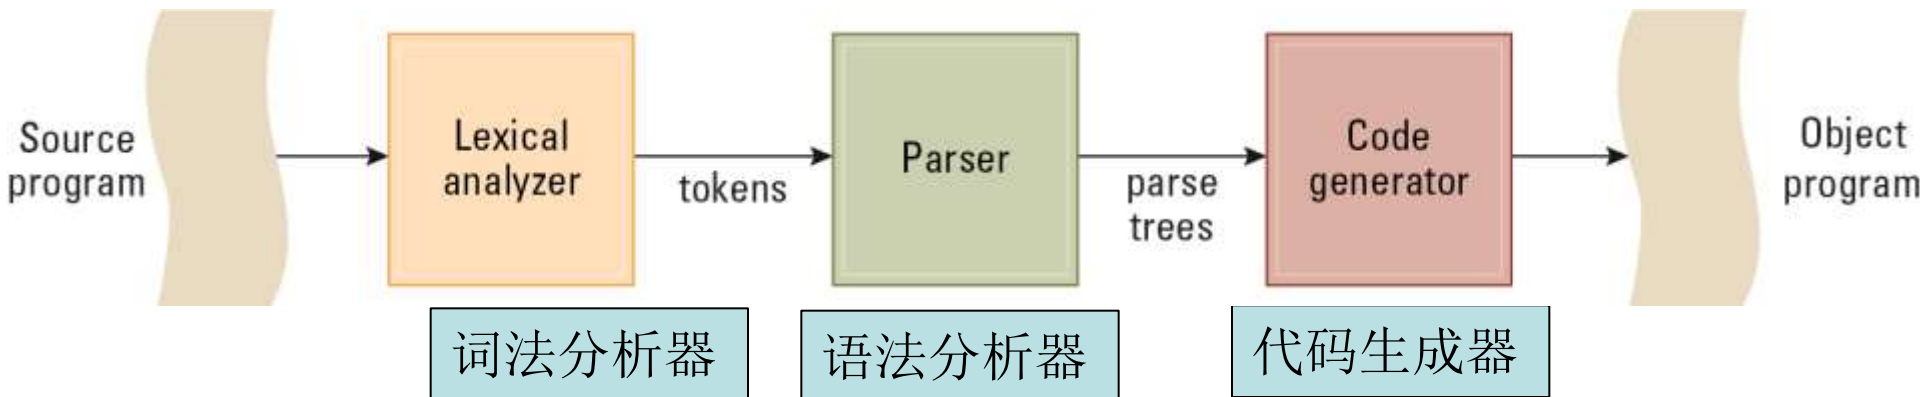 Source
program
Lexical
analyzer
tokens
Parser
parse
trees
Code
generator
Object
program
词法分析器
语法分析器
代码生成器